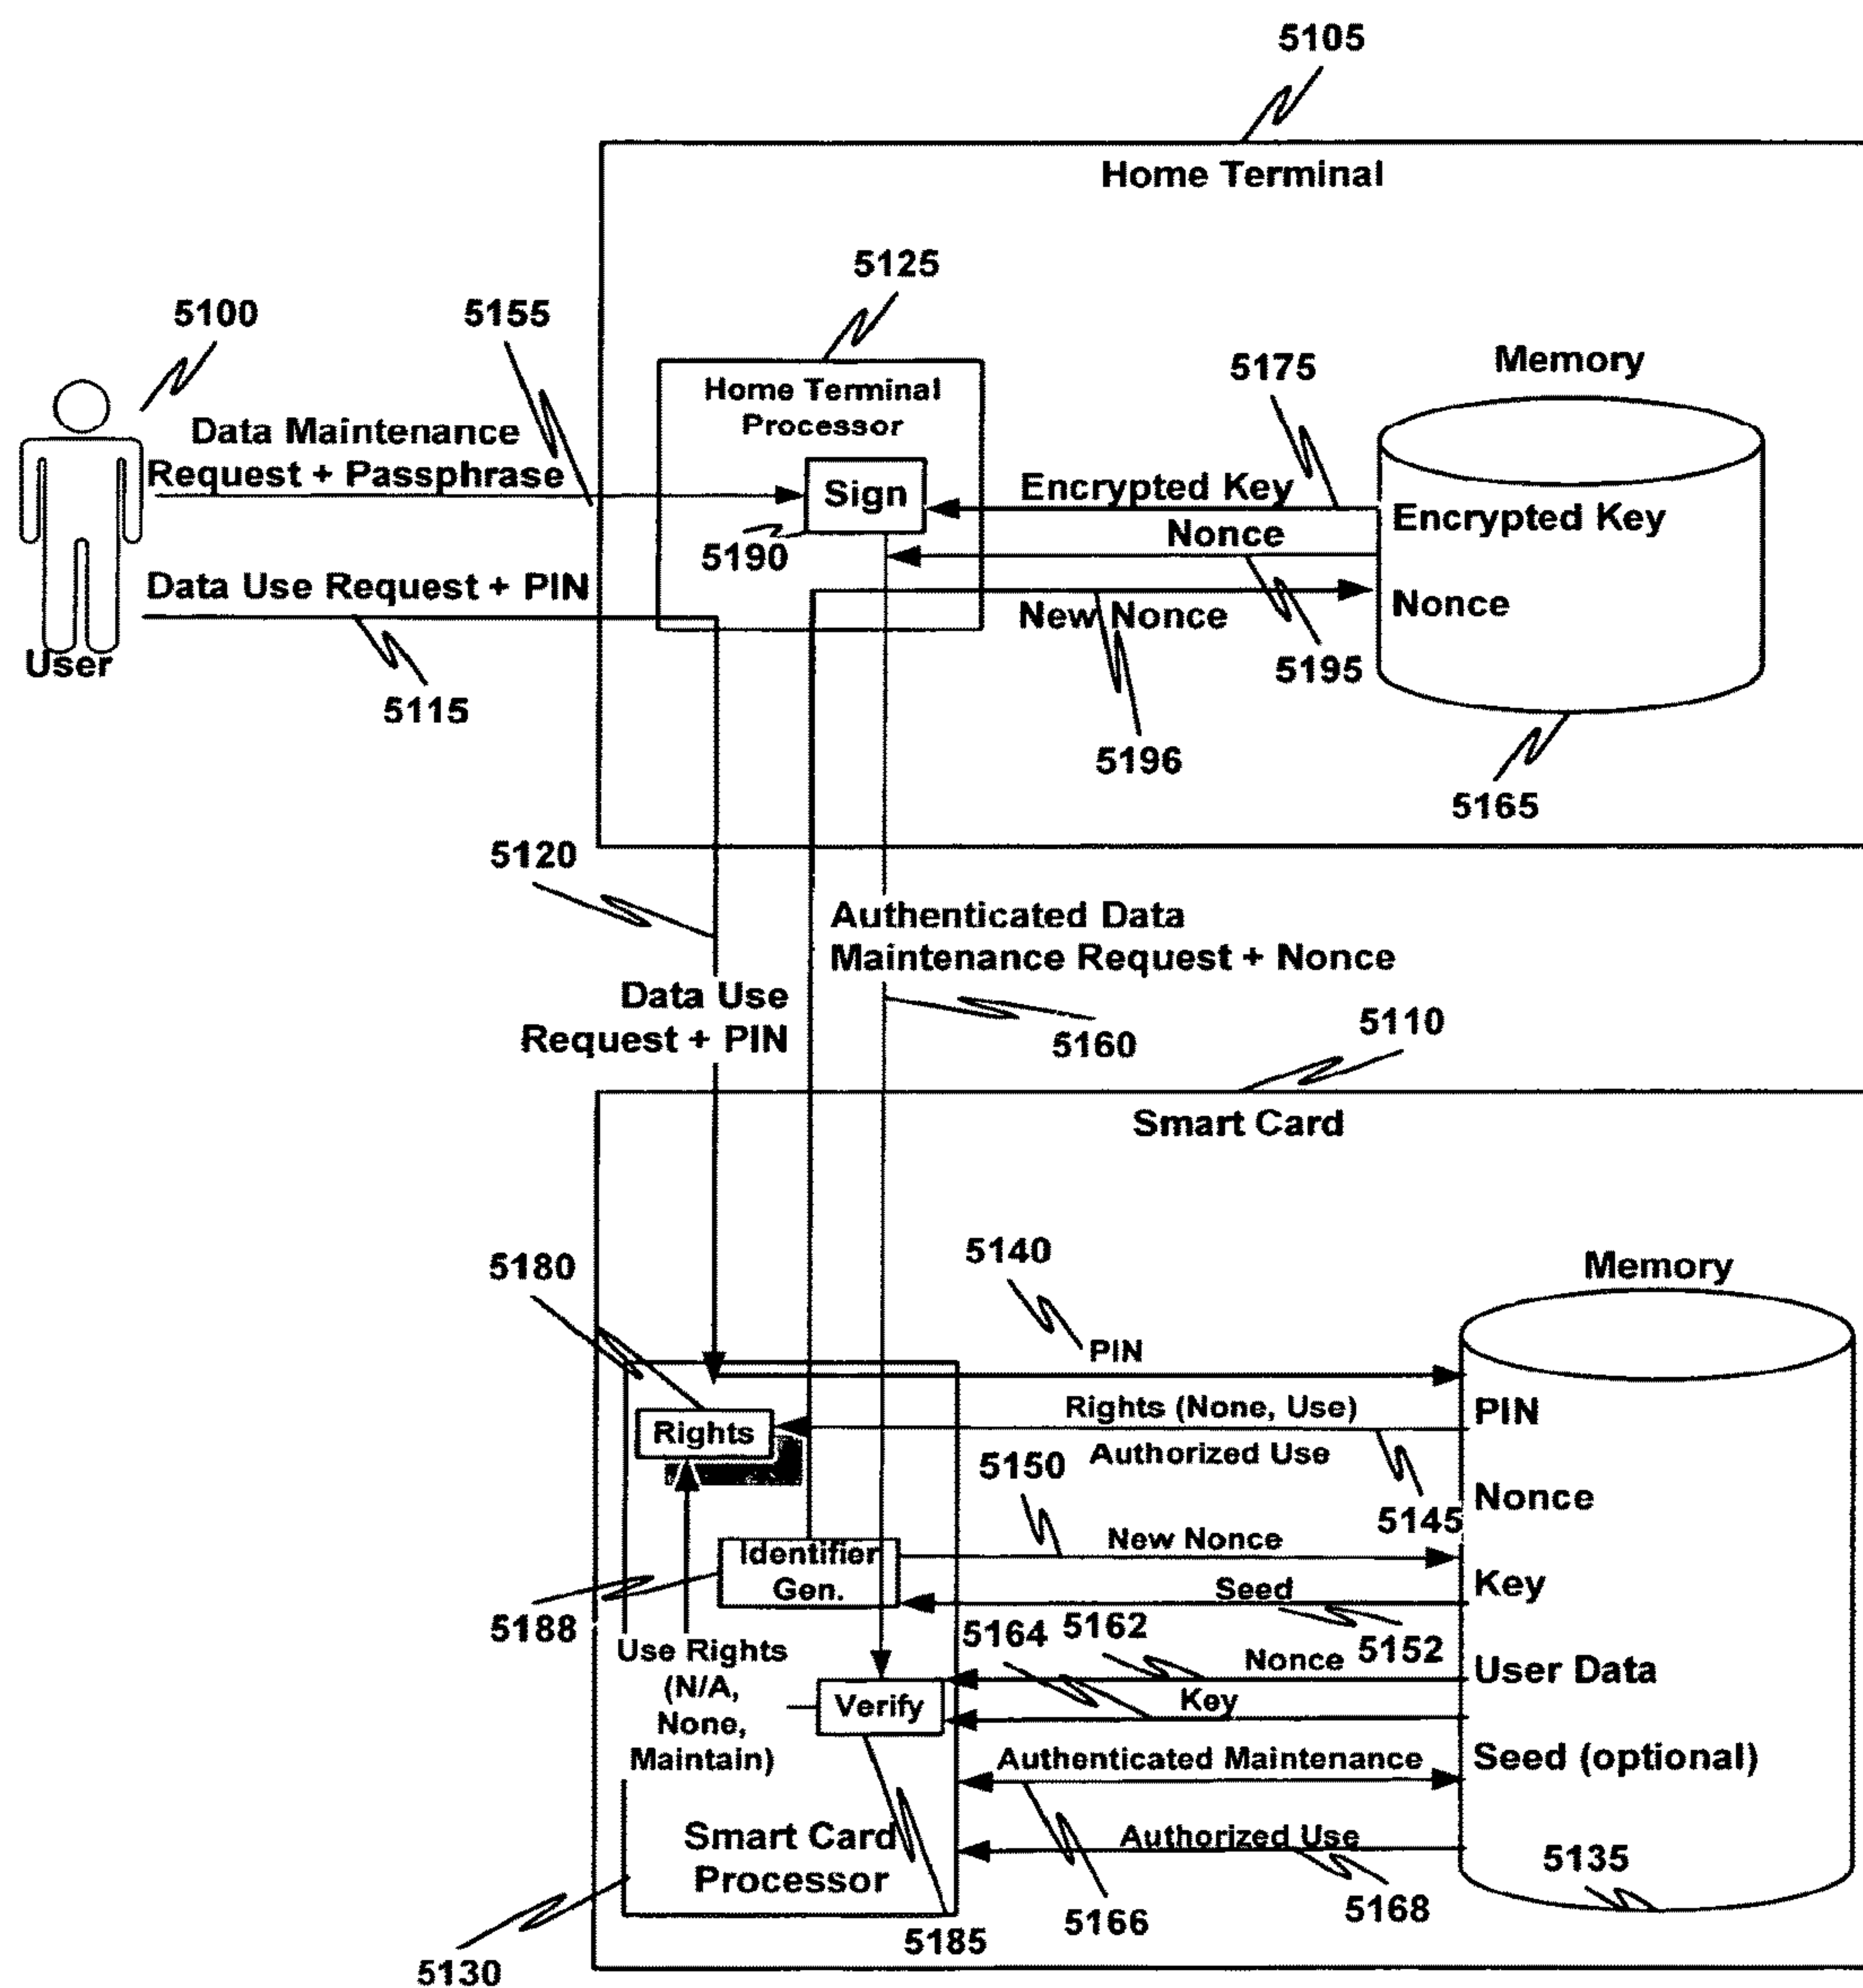 5105
Home Terminal
5125
5100
5155
Home Terminal
Processor
5175
Memory
Data Maintenance
Request + Passphrase
Sign
Encrypted Key
Encrypted Key
Nonce
5190
Data Use Request + PIN
New Nonce
Nonce
User
5195
5115
5196
5165
5120
Authenticated Data
Maintenance Request + Nonce
Data Use
Request + PIN
5160
5110
Smart Card
5140
5180
Memory
PIN
Rights
Rights (None, Use)
PIN
Authorized Use
5150
Nonce
5145
New Nonce
Identifier
Gen.
Seed
Key
5188
5164
5162
5152
Use Rights
(N/A,
None,
Maintain)
Nonce
User Data
Verify
Key
Authenticated Maintenance
Seed (optional)
Smart Card
Processor
Authorized Use
5135
5168
5166
5185
5130